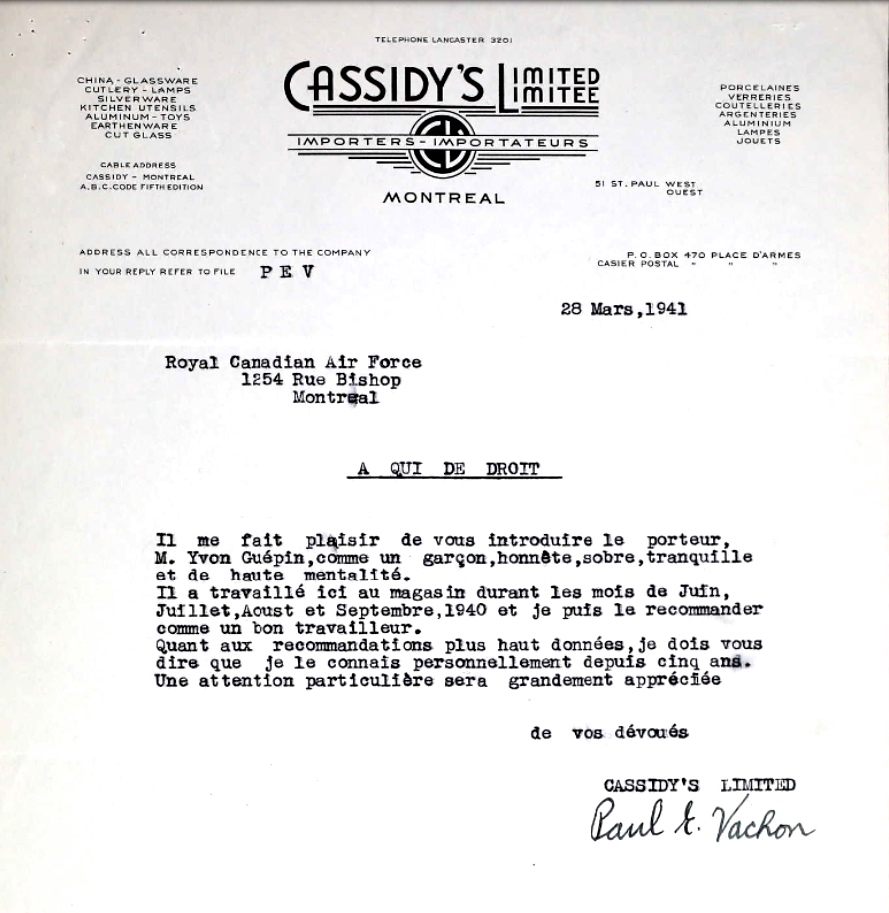 TELEPHONE LANCASTER 3201
CASSIDY'S LIMITED
LIMITEE
IMPORTERS - IMPORTATEURS
MONTREAL
CHINA - GLASSWARE
CUTLERY - LAMPS
SILVERWARE
KITCHEN UTENSILS
ALUMINUM - TOYS
EARTHENWARE
CUT GLASS
CABLE ADDRESS
CASSIDY - MONTREAL
A.B.C. CODE FIFTH EDITION
PORCELAINES
VERRERIES
COUTELLERIES
ARGENTERIES
ALUMINIUM
LAMPES
JOUETS
51 ST. PAUL WEST
OUEST
ADDRESS ALL CORRESPONDENCE TO THE COMPANY
IN YOUR REPLY REFER TO FILE P E V
P.O. BOX 470 PLACE D'ARMES
CASIER POSTAL " " "
28 Mars,1941
Royal Canadian Air Force
1254 Rue Bishop
Montreal
A QUI DE DROIT
Il me fait plaisir de vous introduire le porteur,
M. Yvon Guépin,comme un garçon,honnête,sobre,tranquille
et de haute mentalité.
Il a travaillé ici au magasin durant les mois de Juin,
Juillet,Aoust et Septembre,1940 et je puis le recommander
comme un bon travailleur.
Quant aux recommandations plus haut données,je dois vous
dire que je le connais personnellement depuis cinq ans.
Une attention particulière sera grandement appréciée
de vos dévoués
CASSIDY'S LIMITED
Paul E. Vachon